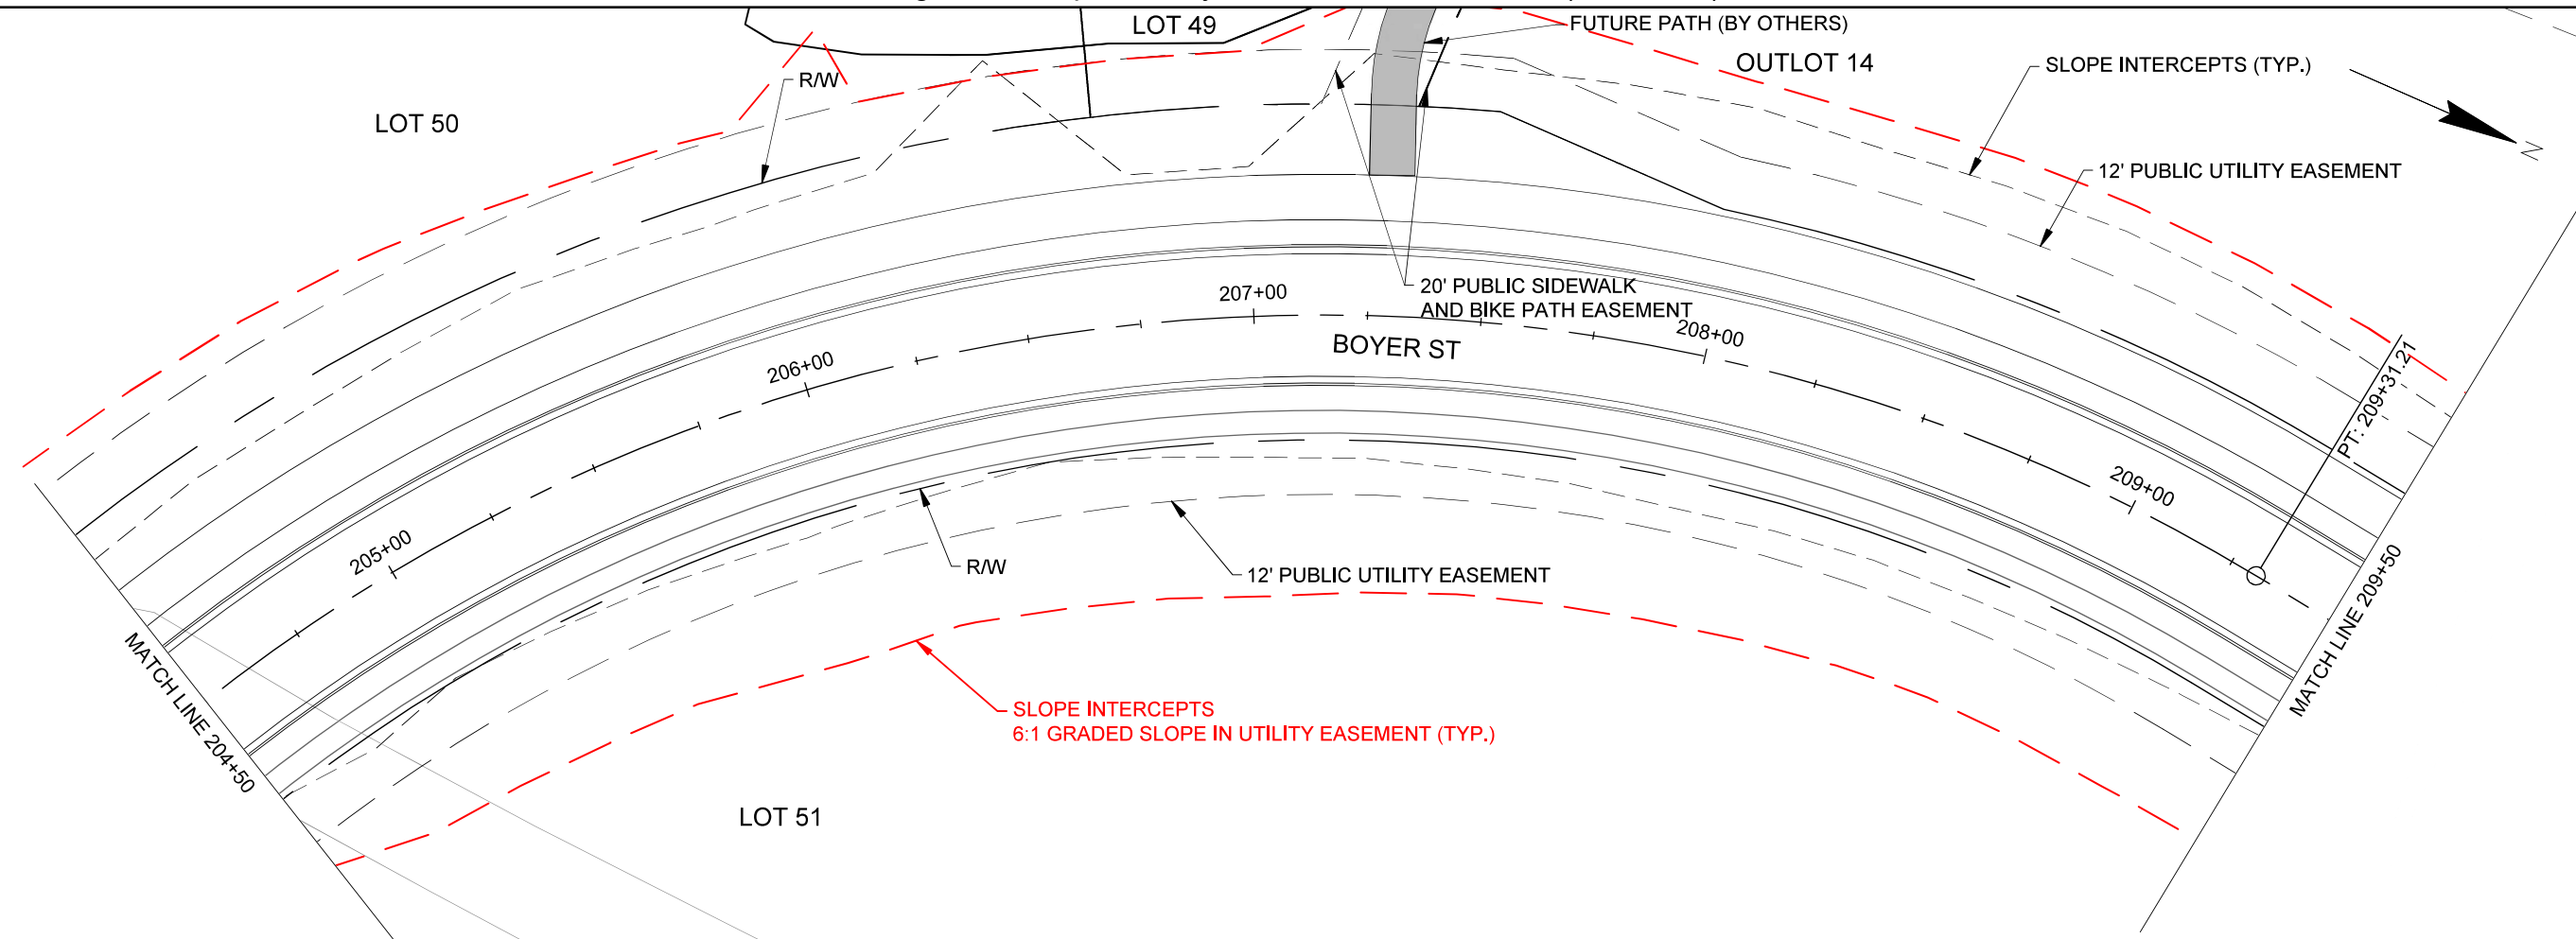 LOT 49
FUTURE PATH (BY OTHERS)
OUTLOT 14
SLOPE INTERCEPTS (TYP.)
R/W
LOT 50
N
12' PUBLIC UTILITY EASEMENT
20' PUBLIC SIDEWALK
AND BIKE PATH EASEMENT
207+00
208+00
206+00
BOYER ST
PT: 209+31.21
209+00
205+00
R/W
12' PUBLIC UTILITY EASEMENT
MATCH LINE 209+50
MATCH LINE 204+50
SLOPE INTERCEPTS
6:1 GRADED SLOPE IN UTILITY EASEMENT (TYP.)
LOT 51